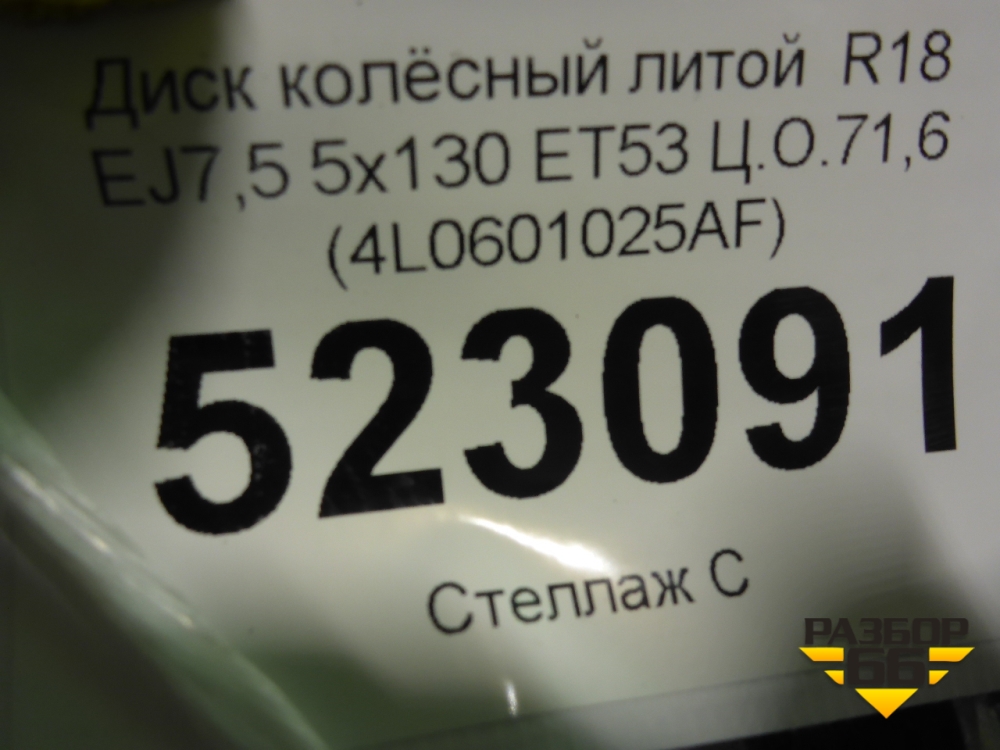 Диск колёсный литой R18
EJ7,5 5x130 ET53 Ц.О.71,6
(4L0601025AF)
523091
Стеллаж С
РАЗБОР
66